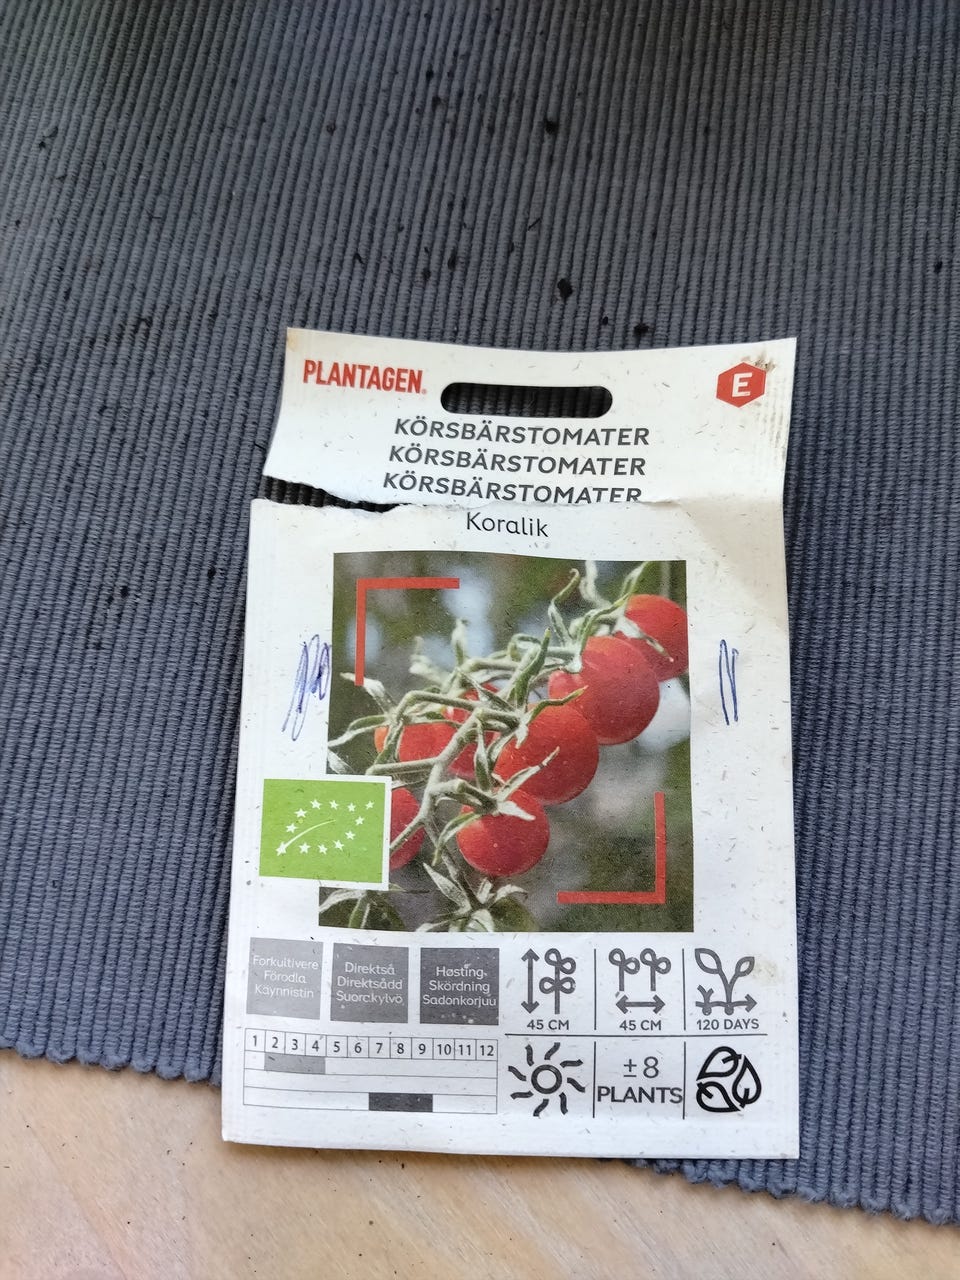 PLANTAGEN®
E
KÖRSBÄRSTOMATER
KÖRSBÄRSTOMATER
KÖRSBÄRSTOMATER
Koralik
Forkultivere
Förodla
Käynnistin
Direktså
Direktsådd
Suorakylvö
Høsting
Skördning
Sadonkorjuu
45 CM
45 CM
120 DAYS
1 2 3 4 5 6 7 8 9 10 11 12
±8
PLANTS